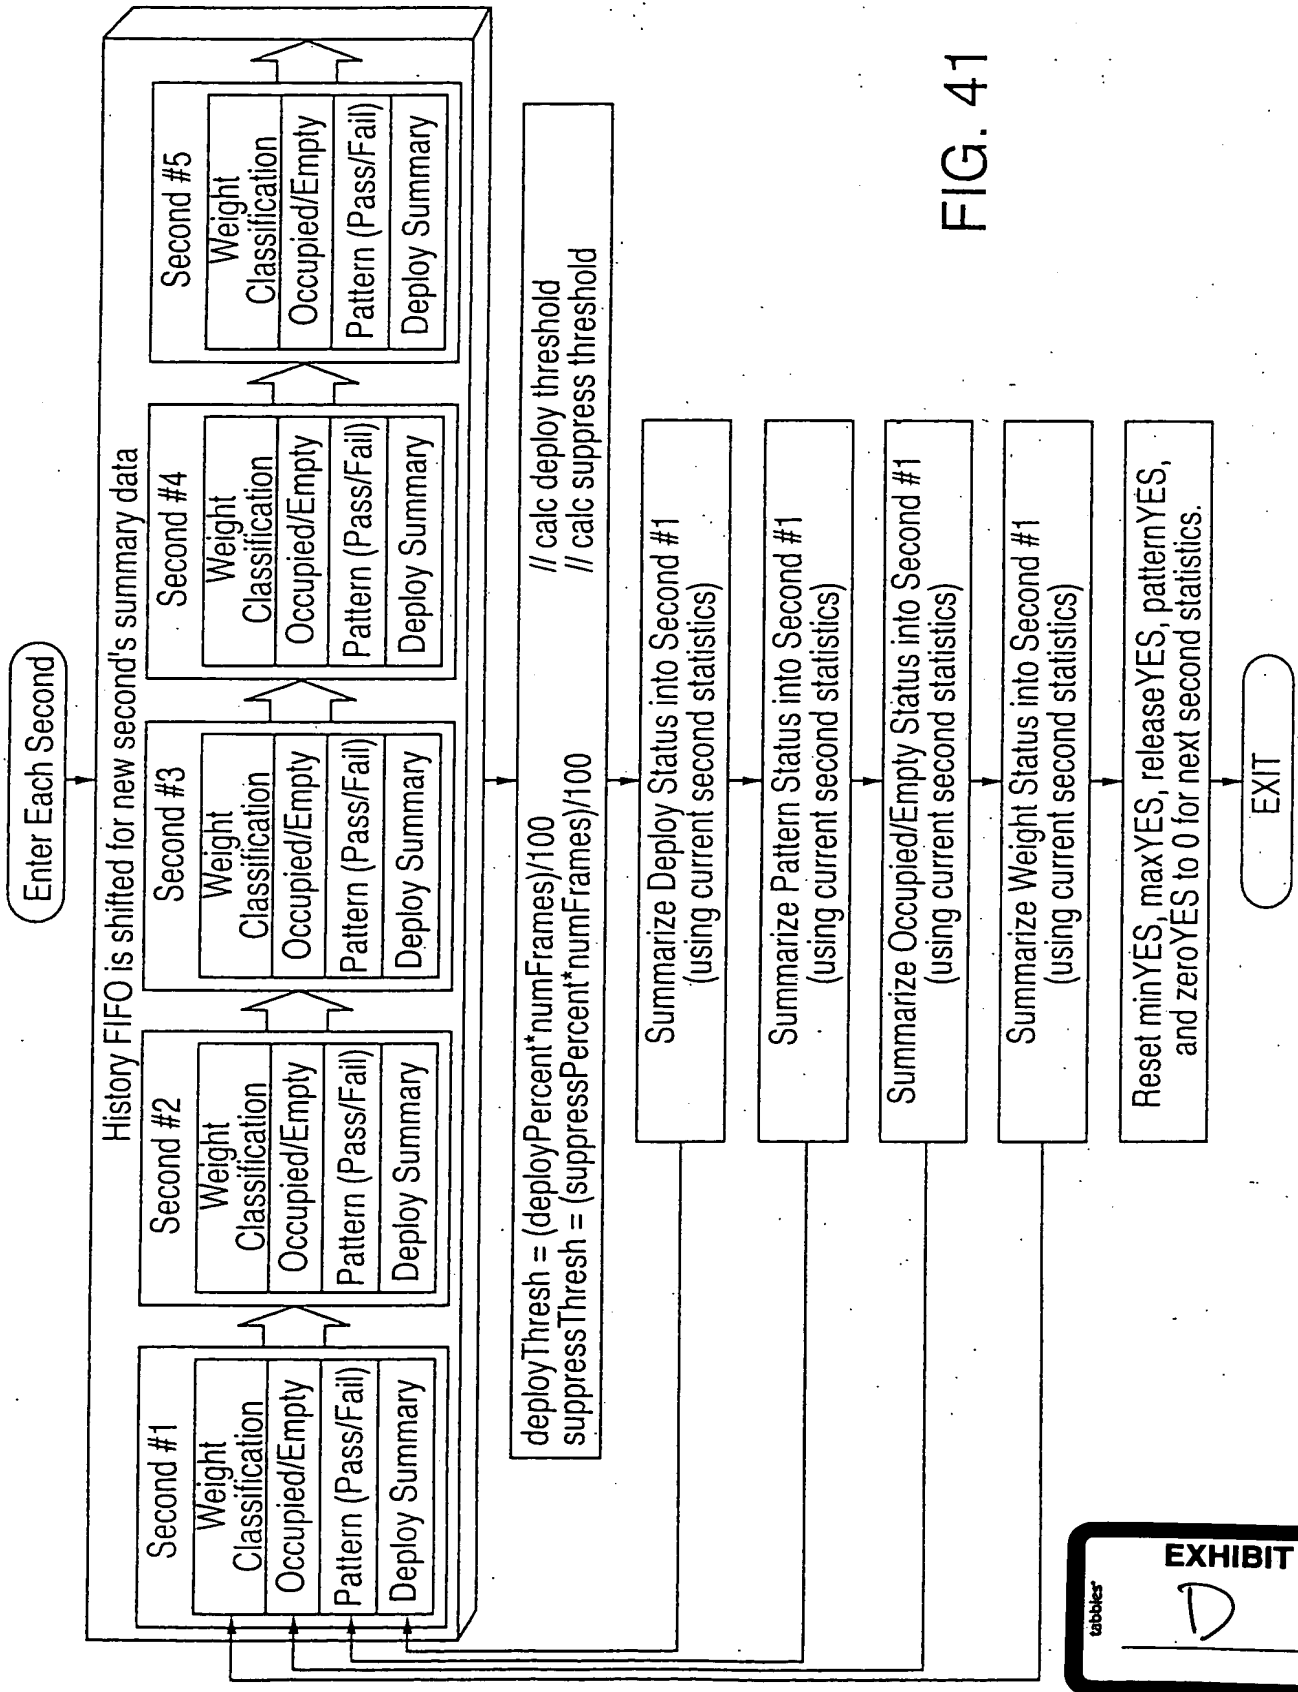 Enter Each Second
History FIFO is shifted for new second's summary data
Second #1
Weight
Classification
Occupied/Empty
Pattern (Pass/Fail)
Deploy Summary
Second #2
Weight
Classification
Occupied/Empty
Pattern (Pass/Fail)
Deploy Summary
Second #3
Weight
Classification
Occupied/Empty
Pattern (Pass/Fail)
Deploy Summary
Second #4
Weight
Classification
Occupied/Empty
Pattern (Pass/Fail)
Deploy Summary
Second #5
Weight
Classification
Occupied/Empty
Pattern (Pass/Fail)
Deploy Summary
deployThresh = (deployPercent*numFrames)/100 // calc deploy threshold
suppressThresh = (suppressPercent*numFrames)/100 // calc suppress threshold
Summarize Deploy Status into Second #1
(using current second statistics)
Summarize Pattern Status into Second #1
(using current second statistics)
Summarize Occupied/Empty Status into Second #1
(using current second statistics)
Summarize Weight Status into Second #1
(using current second statistics)
Reset minYES, maxYES, releaseYES, patternYES,
and zeroYES to 0 for next second statistics.
EXIT
FIG. 41
tabbies®
EXHIBIT
D